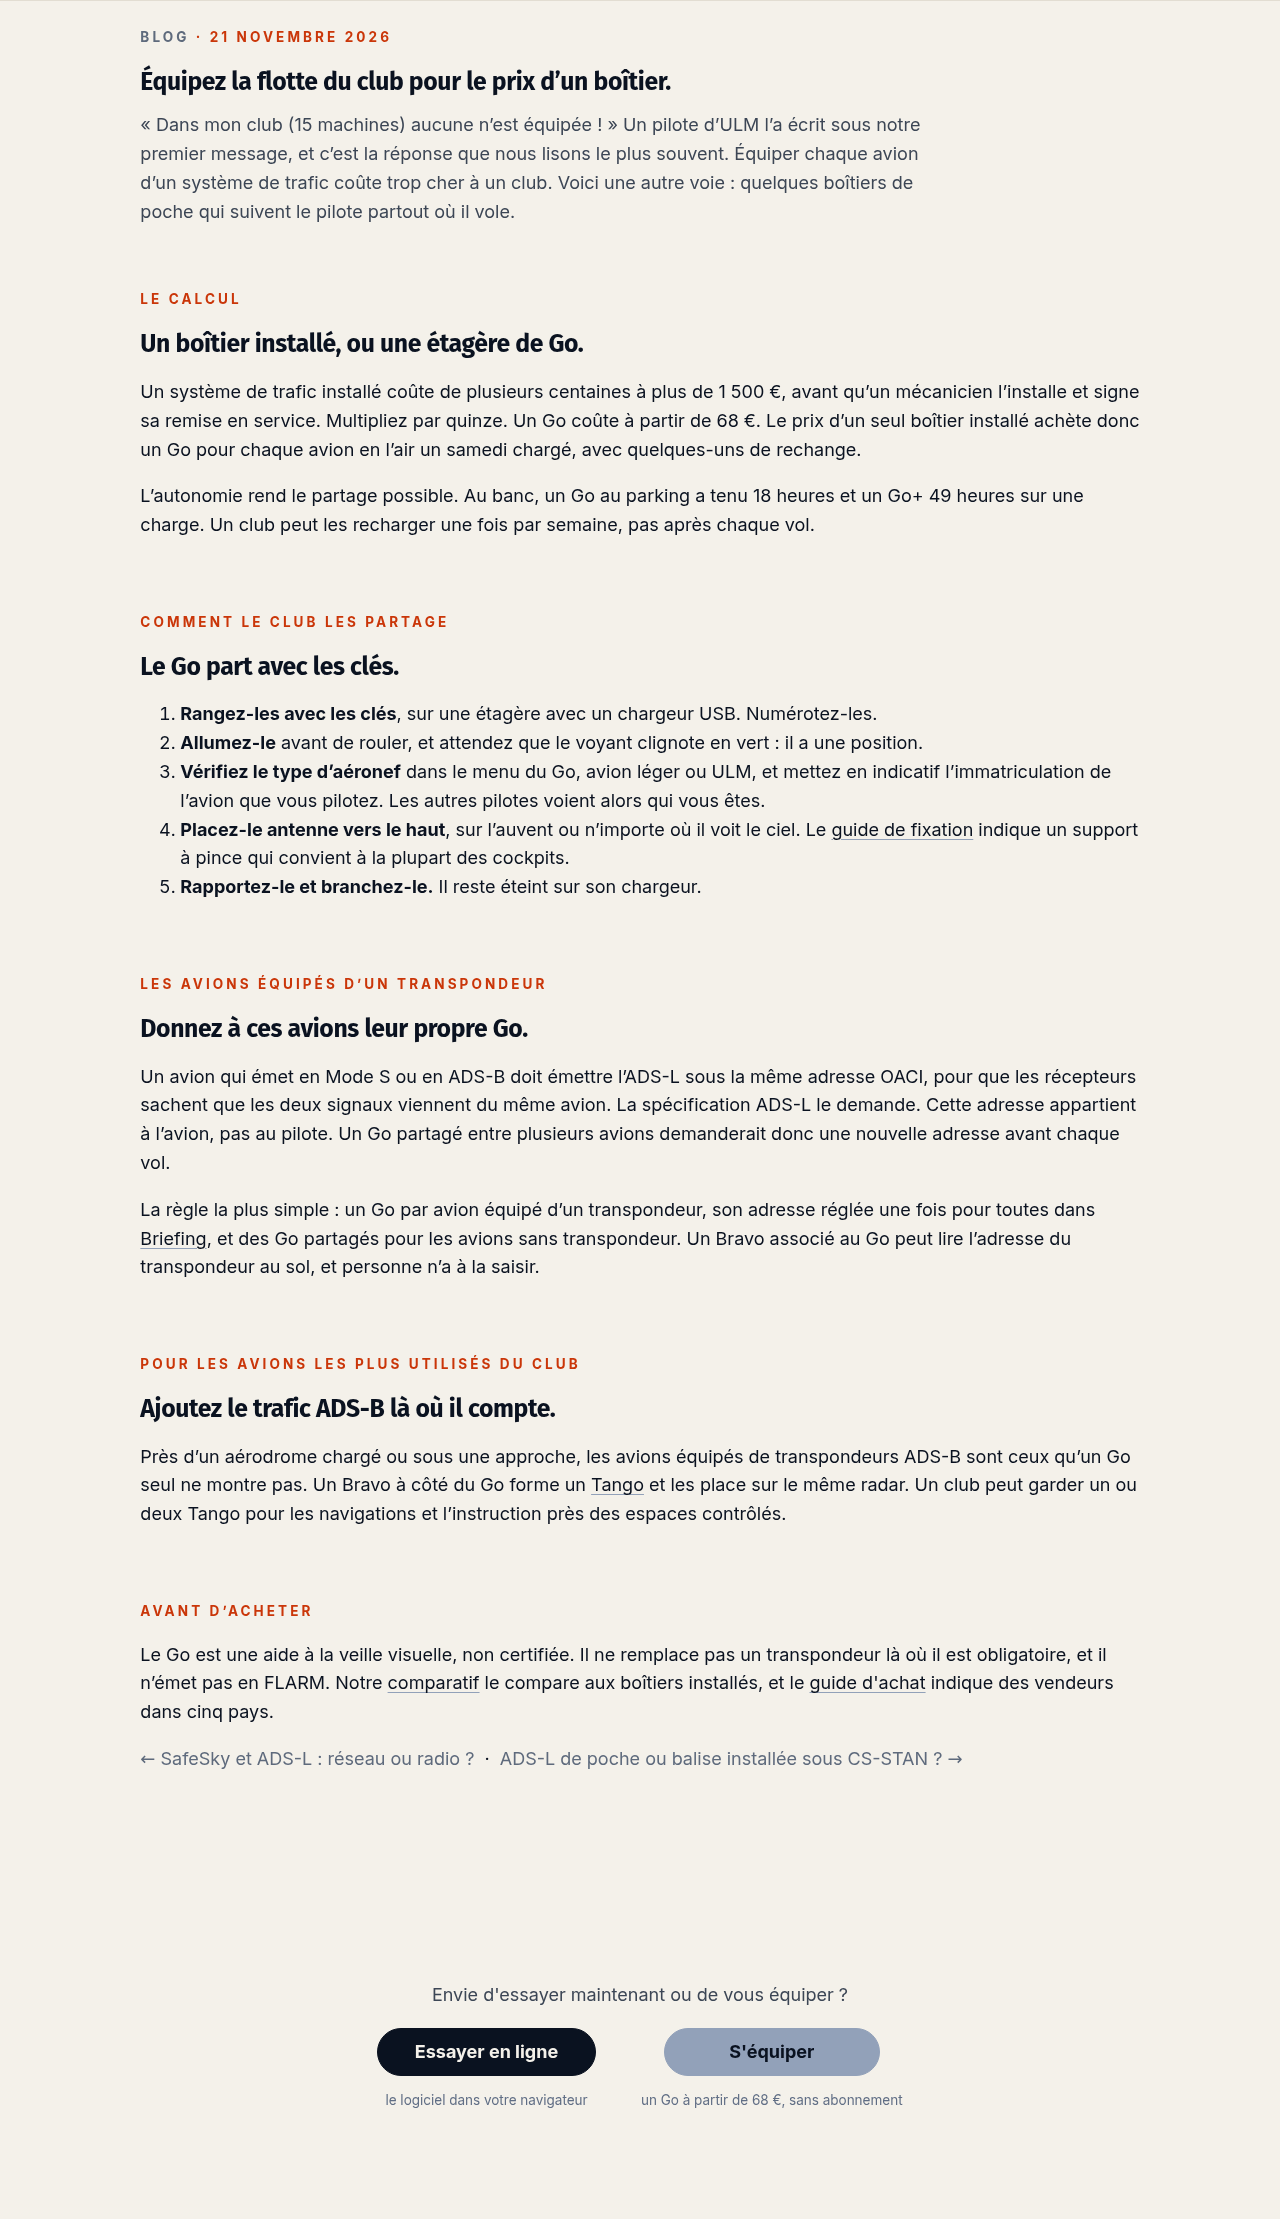 BLOG · 21 NOVEMBRE 2026
Équipez la flotte du club pour le prix d’un boîtier.
« Dans mon club (15 machines) aucune n’est équipée ! » Un pilote d’ULM l’a écrit sous notre
premier message, et c’est la réponse que nous lisons le plus souvent. Équiper chaque avion
d’un système de trafic coûte trop cher à un club. Voici une autre voie : quelques boîtiers de
poche qui suivent le pilote partout où il vole.
LE CALCUL
Un boîtier installé, ou une étagère de Go.
Un système de trafic installé coûte de plusieurs centaines à plus de 1 500 €, avant qu’un mécanicien l’installe et signe
sa remise en service. Multipliez par quinze. Un Go coûte à partir de 68 €. Le prix d’un seul boîtier installé achète donc
un Go pour chaque avion en l’air un samedi chargé, avec quelques-uns de rechange.
L’autonomie rend le partage possible. Au banc, un Go au parking a tenu 18 heures et un Go+ 49 heures sur une
charge. Un club peut les recharger une fois par semaine, pas après chaque vol.
COMMENT LE CLUB LES PARTAGE
Le Go part avec les clés.
1. Rangez-les avec les clés, sur une étagère avec un chargeur USB. Numérotez-les.
2. Allumez-le avant de rouler, et attendez que le voyant clignote en vert : il a une position.
3. Vérifiez le type d’aéronef dans le menu du Go, avion léger ou ULM, et mettez en indicatif l’immatriculation de
l’avion que vous pilotez. Les autres pilotes voient alors qui vous êtes.
4. Placez-le antenne vers le haut, sur l’auvent ou n’importe où il voit le ciel. Le guide de fixation indique un support
à pince qui convient à la plupart des cockpits.
5. Rapportez-le et branchez-le. Il reste éteint sur son chargeur.
LES AVIONS ÉQUIPÉS D’UN TRANSPONDEUR
Donnez à ces avions leur propre Go.
Un avion qui émet en Mode S ou en ADS-B doit émettre l’ADS-L sous la même adresse OACI, pour que les récepteurs
sachent que les deux signaux viennent du même avion. La spécification ADS-L le demande. Cette adresse appartient
à l’avion, pas au pilote. Un Go partagé entre plusieurs avions demanderait donc une nouvelle adresse avant chaque
vol.
La règle la plus simple : un Go par avion équipé d’un transpondeur, son adresse réglée une fois pour toutes dans
Briefing, et des Go partagés pour les avions sans transpondeur. Un Bravo associé au Go peut lire l’adresse du
transpondeur au sol, et personne n’a à la saisir.
POUR LES AVIONS LES PLUS UTILISÉS DU CLUB
Ajoutez le trafic ADS-B là où il compte.
Près d’un aérodrome chargé ou sous une approche, les avions équipés de transpondeurs ADS-B sont ceux qu’un Go
seul ne montre pas. Un Bravo à côté du Go forme un Tango et les place sur le même radar. Un club peut garder un ou
deux Tango pour les navigations et l’instruction près des espaces contrôlés.
AVANT D’ACHETER
Le Go est une aide à la veille visuelle, non certifiée. Il ne remplace pas un transpondeur là où il est obligatoire, et il
n’émet pas en FLARM. Notre comparatif le compare aux boîtiers installés, et le guide d'achat indique des vendeurs
dans cinq pays.
← SafeSky et ADS-L : réseau ou radio ? · ADS-L de poche ou balise installée sous CS-STAN ? →
Envie d'essayer maintenant ou de vous équiper ?
Essayer en ligne
S'équiper
le logiciel dans votre navigateur
un Go à partir de 68 €, sans abonnement